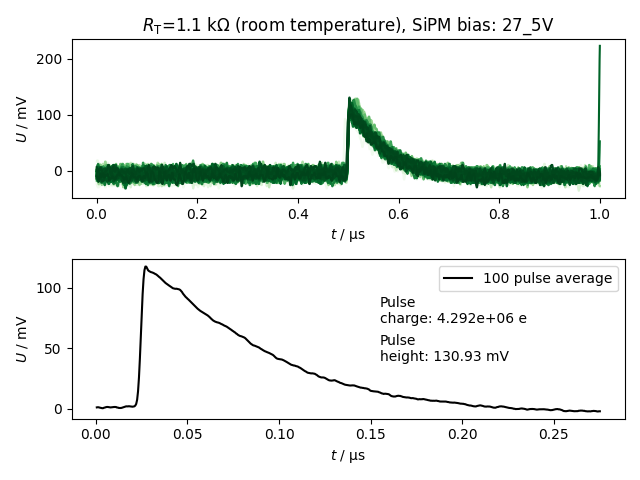 R_T=1.1 kΩ (room temperature), SiPM bias: 27_5V
200
100
0
U / mV
0.0 0.2 0.4 0.6 0.8 1.0
t / μs
100
50
0
U / mV
100 pulse average
Pulse
charge: 4.292e+06 e
Pulse
height: 130.93 mV
0.00 0.05 0.10 0.15 0.20 0.25
t / μs